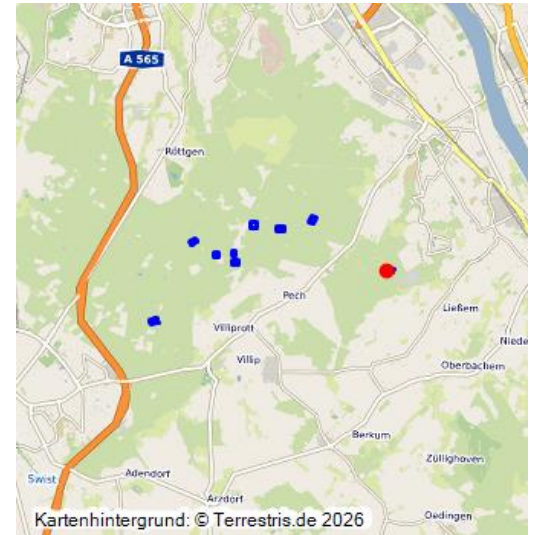 A 565
Röttgen
Pech
Ließem
Villiprott
Niede
Villip
Oberbachem
Berkum
Züllighoven
Swist
Adendorf
Arzdorf
Oedingen
Kartenhintergrund: © Terrestris.de 2026